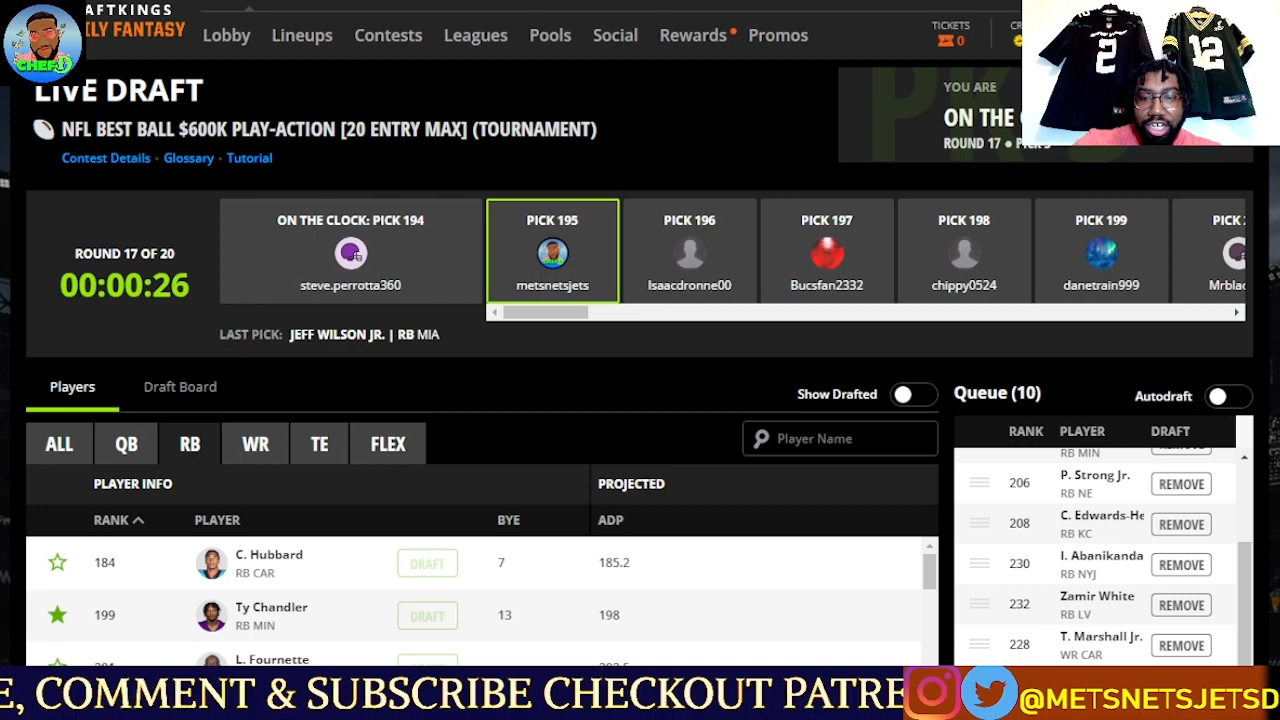 AFTKINGS
LY FANTASY
CHEF
Lobby
Lineups
Contests
Leagues
Pools
Social
Rewards
Promos
TICKETS
0
CR
2
12
LIVE DRAFT
NFL BEST BALL $600K PLAY-ACTION [20 ENTRY MAX] (TOURNAMENT)
Contest Details • Glossary • Tutorial
YOU ARE
ON THE
ROUND 17 •
ROUND 17 OF 20
00:00:26
ON THE CLOCK: PICK 194
steve.perrotta360
PICK 195
metsnetsjets
PICK 196
Isaacdronne00
PICK 197
Bucsfan2332
PICK 198
chippy0524
PICK 199
danetrain999
PICK
Mrblac
LAST PICK: JEFF WILSON JR. | RB MIA
Players
Draft Board
Show Drafted
Queue (10)
Autodraft
ALL
QB
RB
WR
TE
FLEX
Player Name
PLAYER INFO
PROJECTED
RANK
PLAYER
BYE
ADP
184
C. Hubbard
RB CAR
DRAFT
7
185.2
199
Ty Chandler
RB MIN
DRAFT
13
198
L. Fournette
RANK
PLAYER
DRAFT
RB MIN
206
P. Strong Jr.
RB NE
REMOVE
208
C. Edwards-He
RB KC
REMOVE
230
I. Abanikanda
RB NYJ
REMOVE
232
Zamir White
RB LV
REMOVE
228
T. Marshall Jr.
WR CAR
REMOVE
E, COMMENT & SUBSCRIBE CHECKOUT PATRE
@METSNETSJETSD